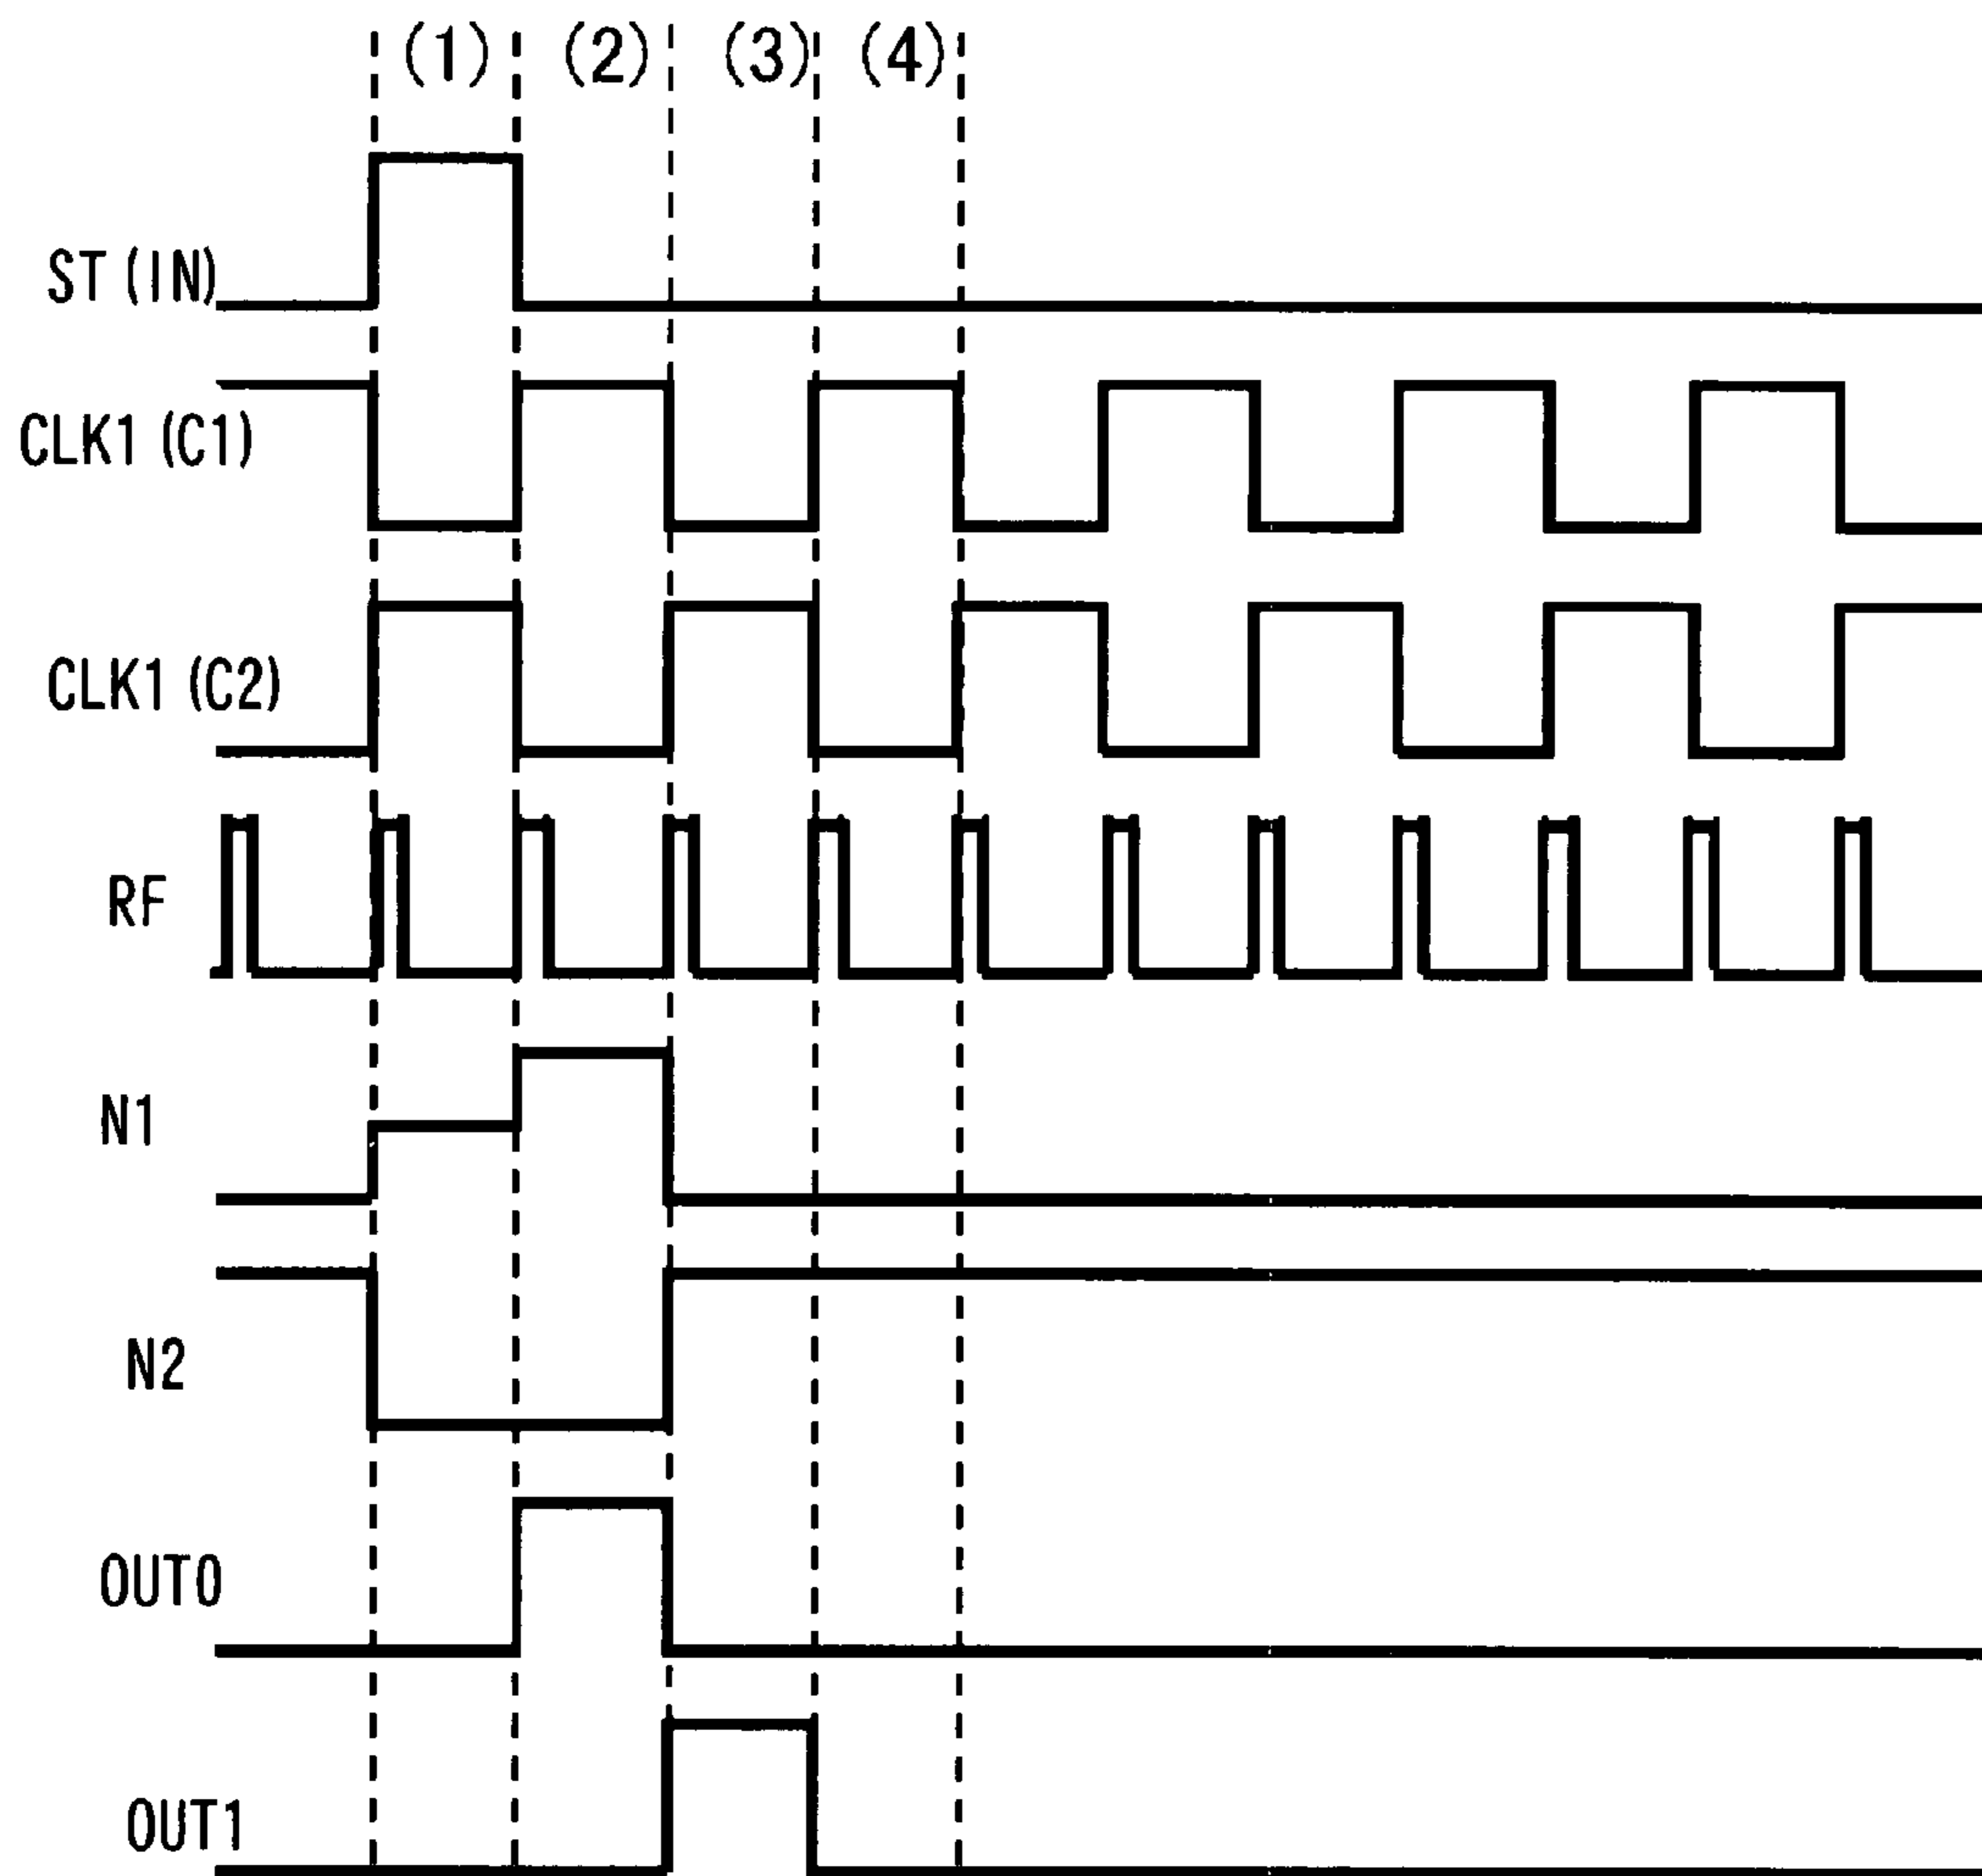 (1) (2) (3) (4)
ST (IN)
CLK1 (C1)
CLK1 (C2)
RF
N1
N2
OUT0
OUT1